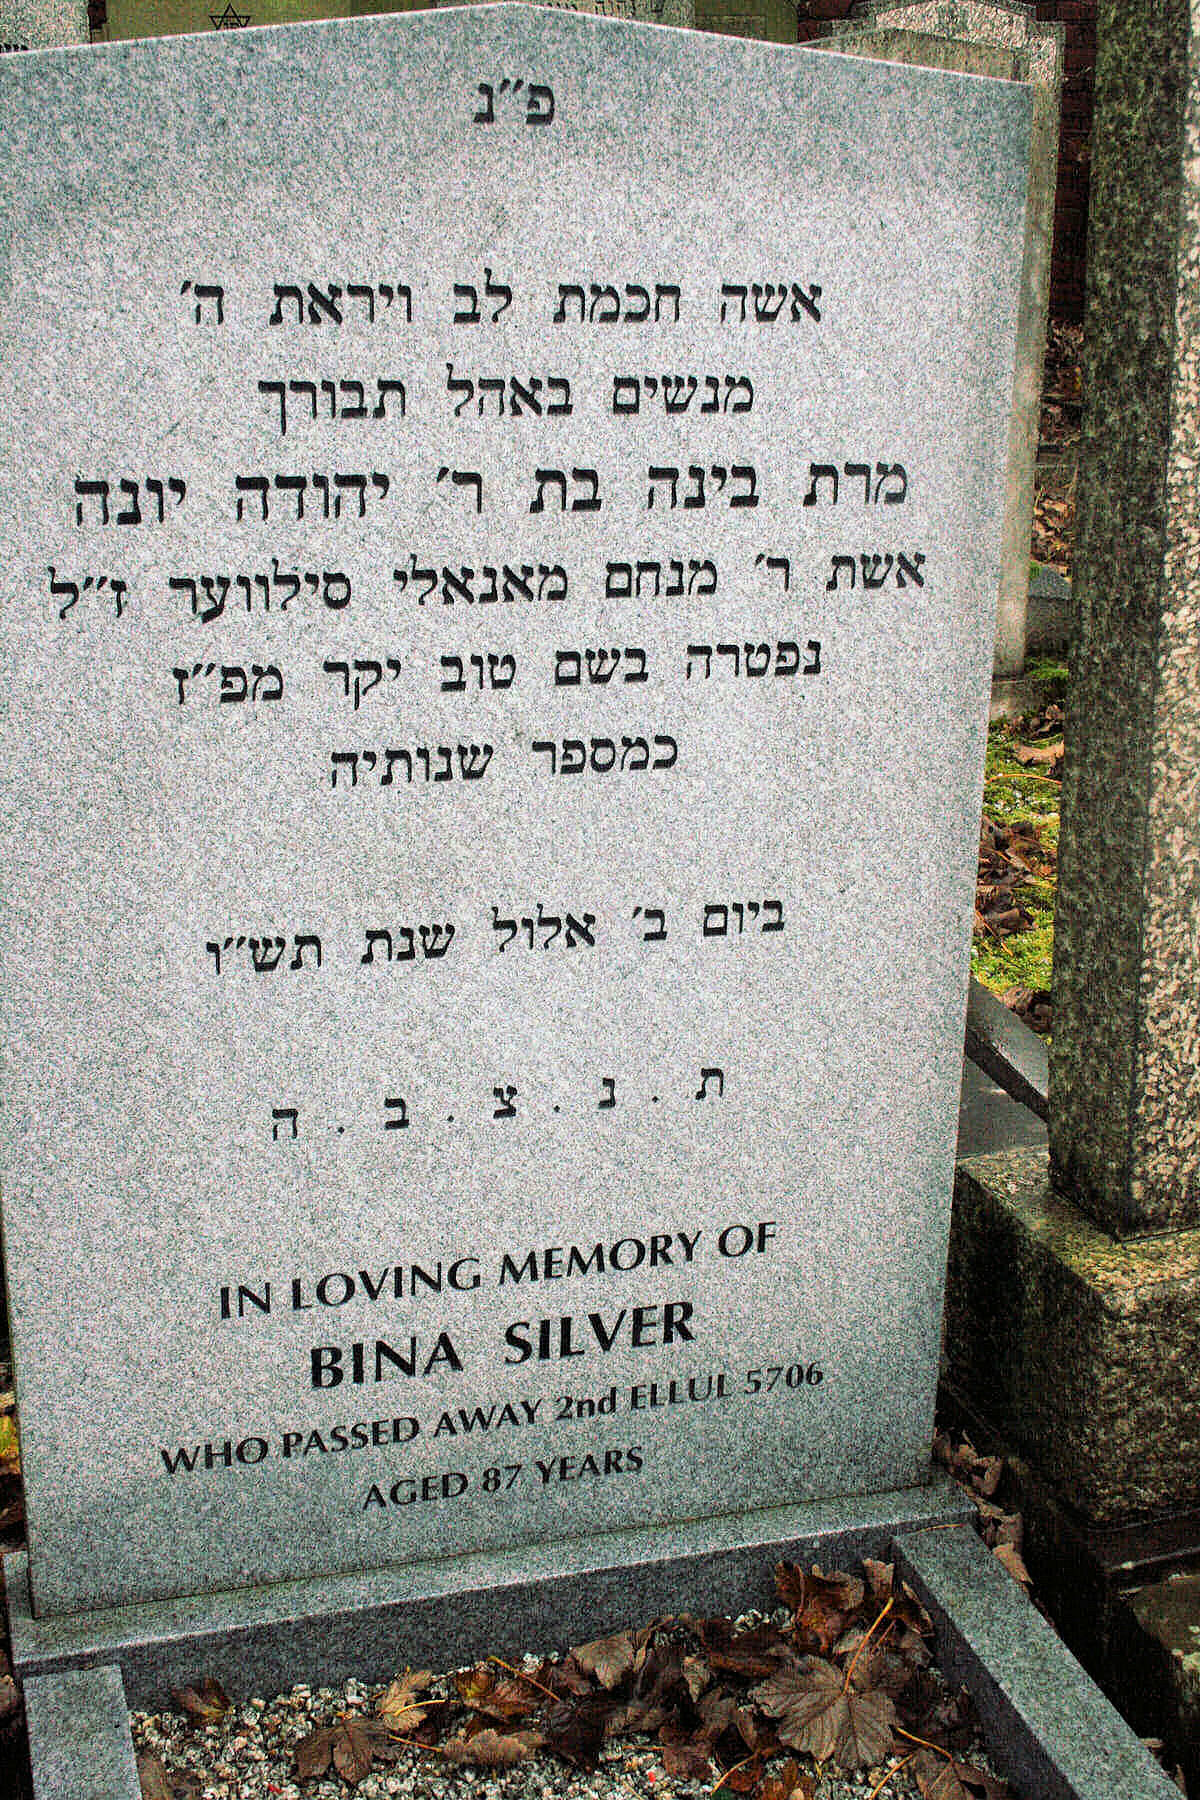 פ״נ
אשה חכמת לב ויראת ה׳
מנשים באהל תבורך
מרת בינה בת ר׳ יהודה יונה
אשת ר׳ מנחם מאנאלי סילווער ז״ל
נפטרה בשם טוב יקר מפ״ז
כמספר שנותיה
ביום ב׳ אלול שנת תש״ו
ת . נ . צ . ב . ה
IN LOVING MEMORY OF
BINA SILVER
WHO PASSED AWAY 2nd ELLUL 5706
AGED 87 YEARS